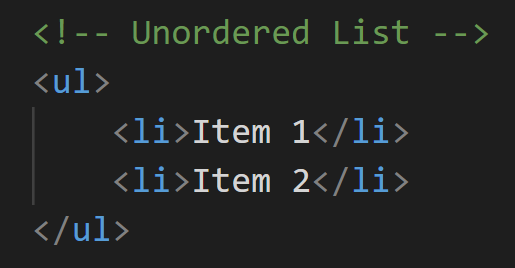 <!-- Unordered List -->
<ul>
    <li>Item 1</li>
    <li>Item 2</li>
</ul>